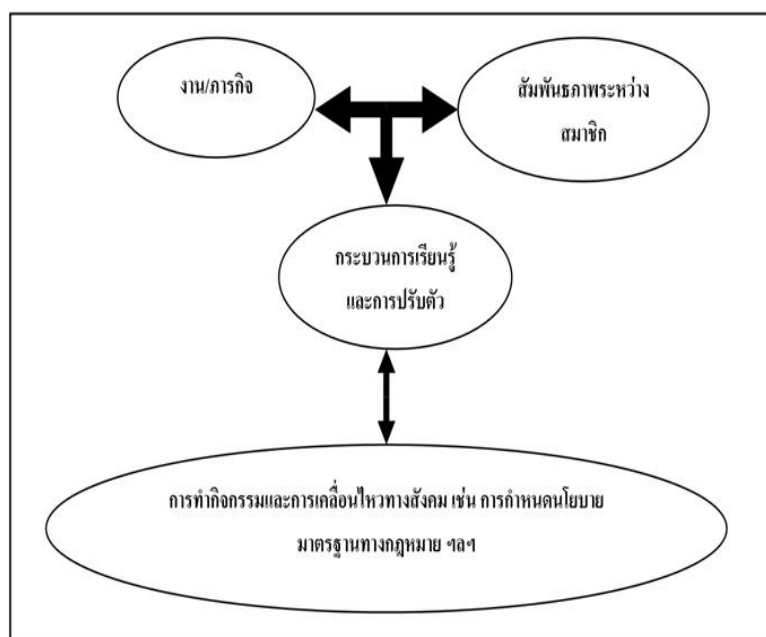 งาน/ภารกิจ
สัมพันธภาพระหว่าง
สมาชิก
กระบวนการเรียนรู้
และการปรับตัว
การทำกิจกรรมและการเคลื่อนไหวทางสังคม เช่น การกำหนดนโยบาย
มาตรฐานทางกฎหมาย ฯลฯ